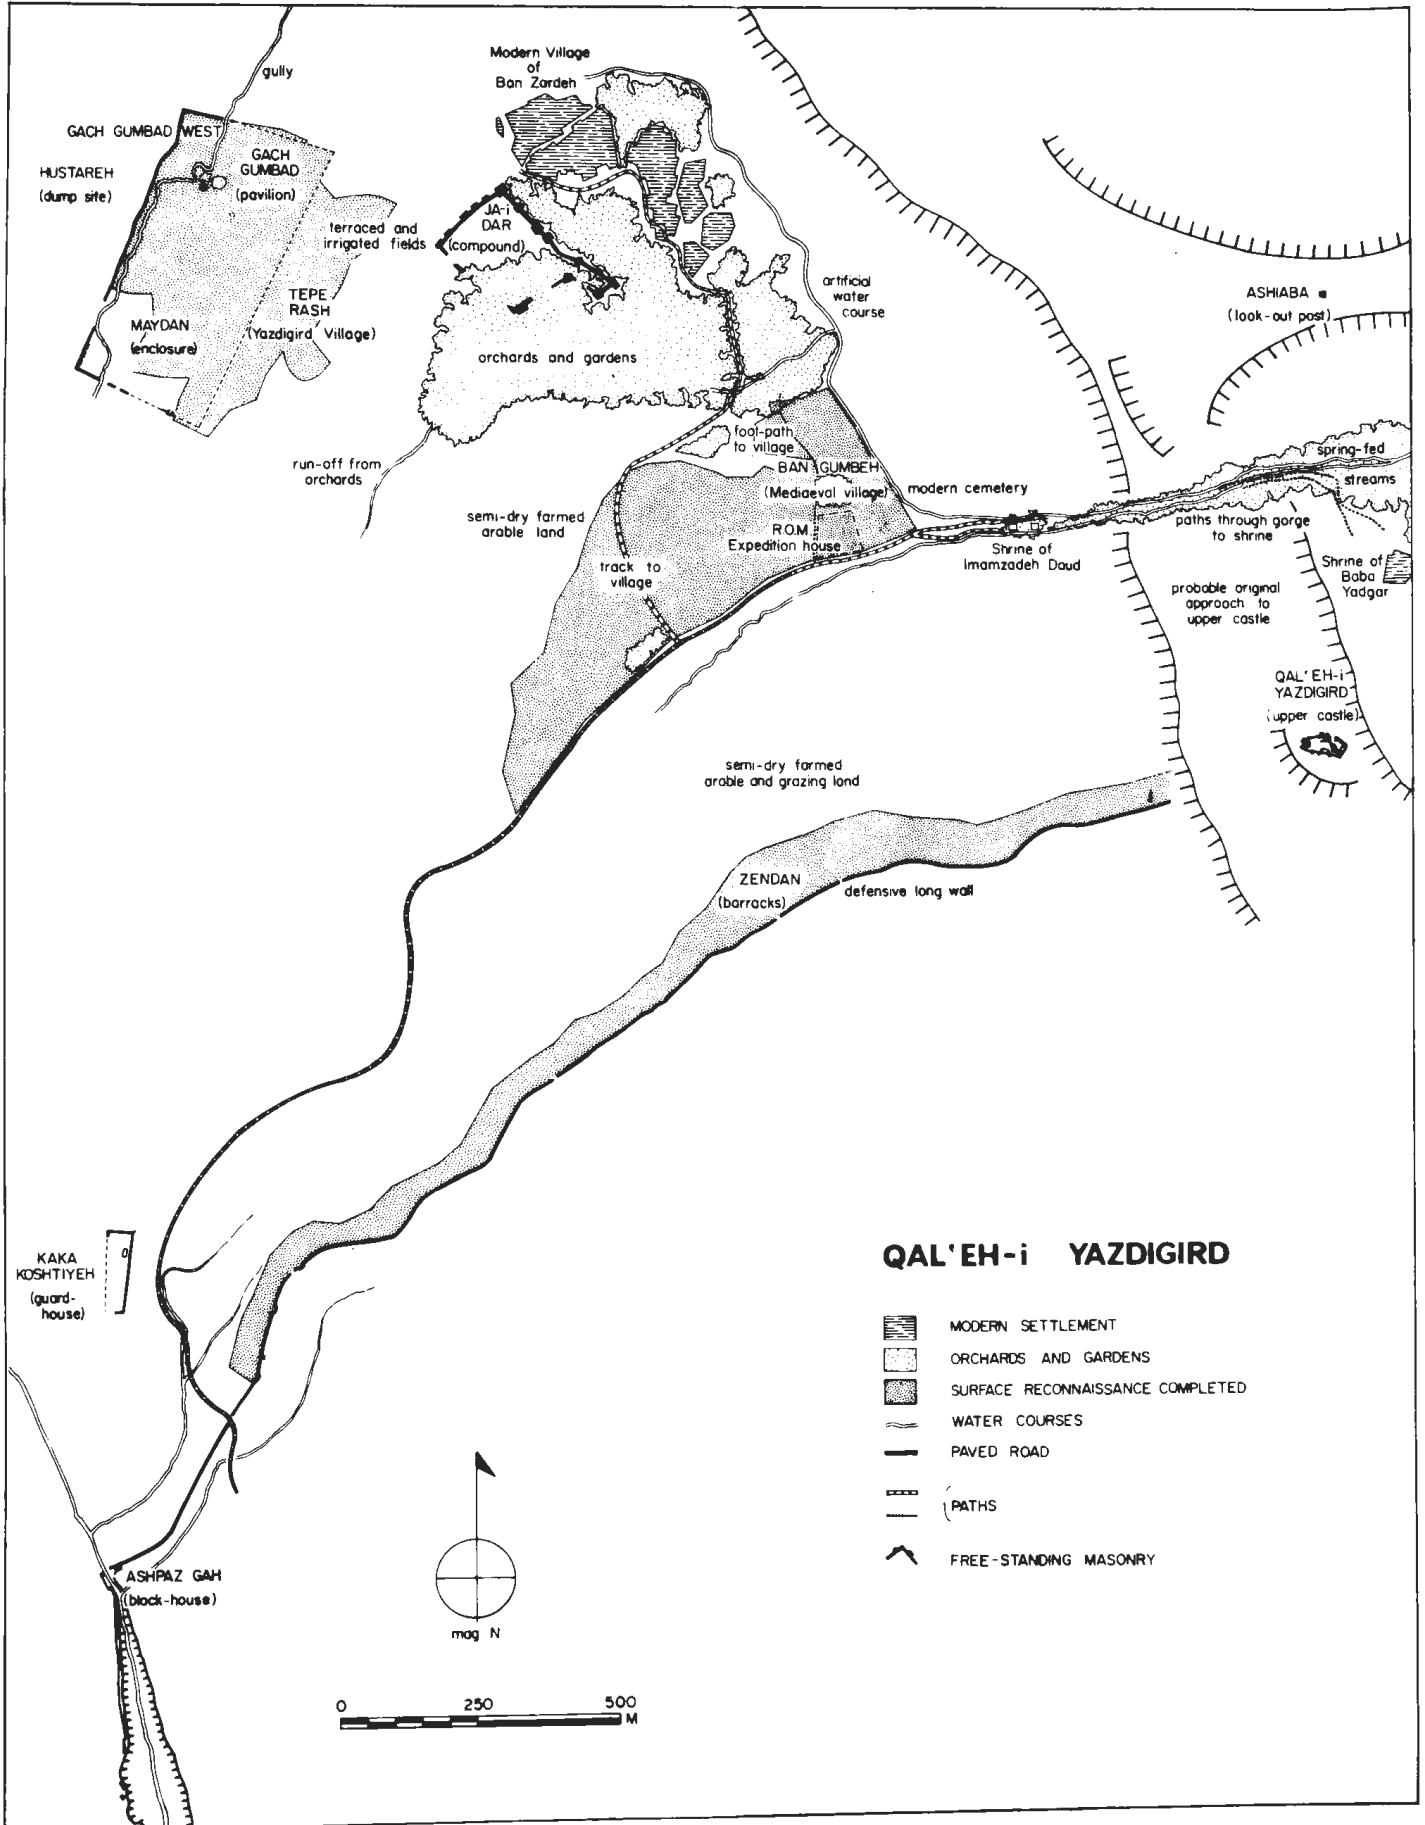 gully
Modern Village
of
Ban Zardeh
GACH GUMBAD WEST
HUSTAREH
(dump site)
GACH
GUMBAD
(pavilion)
terraced and
irrigated fields
JA-i
DAR
(compound)
TEPE
RASH
(Yazdigird Village)
MAYDAN
(enclosure)
orchards and gardens
artificial
water
course
ASHIABA
(look-out post)
run-off from
orchards
foot-path
to village
BAN GUMBEH
(Mediaeval village)
modern cemetery
spring-fed
streams
semi-dry farmed
arable land
R.O.M.
Expedition house
Shrine of
Imamzadeh Daud
paths through gorge
to shrine
track to
village
Shrine of
Baba
Yadgar
probable original
approach to
upper castle
QAL'EH-i
YAZDIGIRD
(upper castle)
semi-dry farmed
arable and grazing land
ZENDAN
(barracks)
defensive long wall
KAKA
KOSHTIYEH
(guard-
house)
ASHPAZ GAH
(block-house)
QAL'EH-i YAZDIGIRD
MODERN SETTLEMENT
ORCHARDS AND GARDENS
SURFACE RECONNAISSANCE COMPLETED
WATER COURSES
PAVED ROAD
PATHS
FREE-STANDING MASONRY
mag N
0 250 500
M